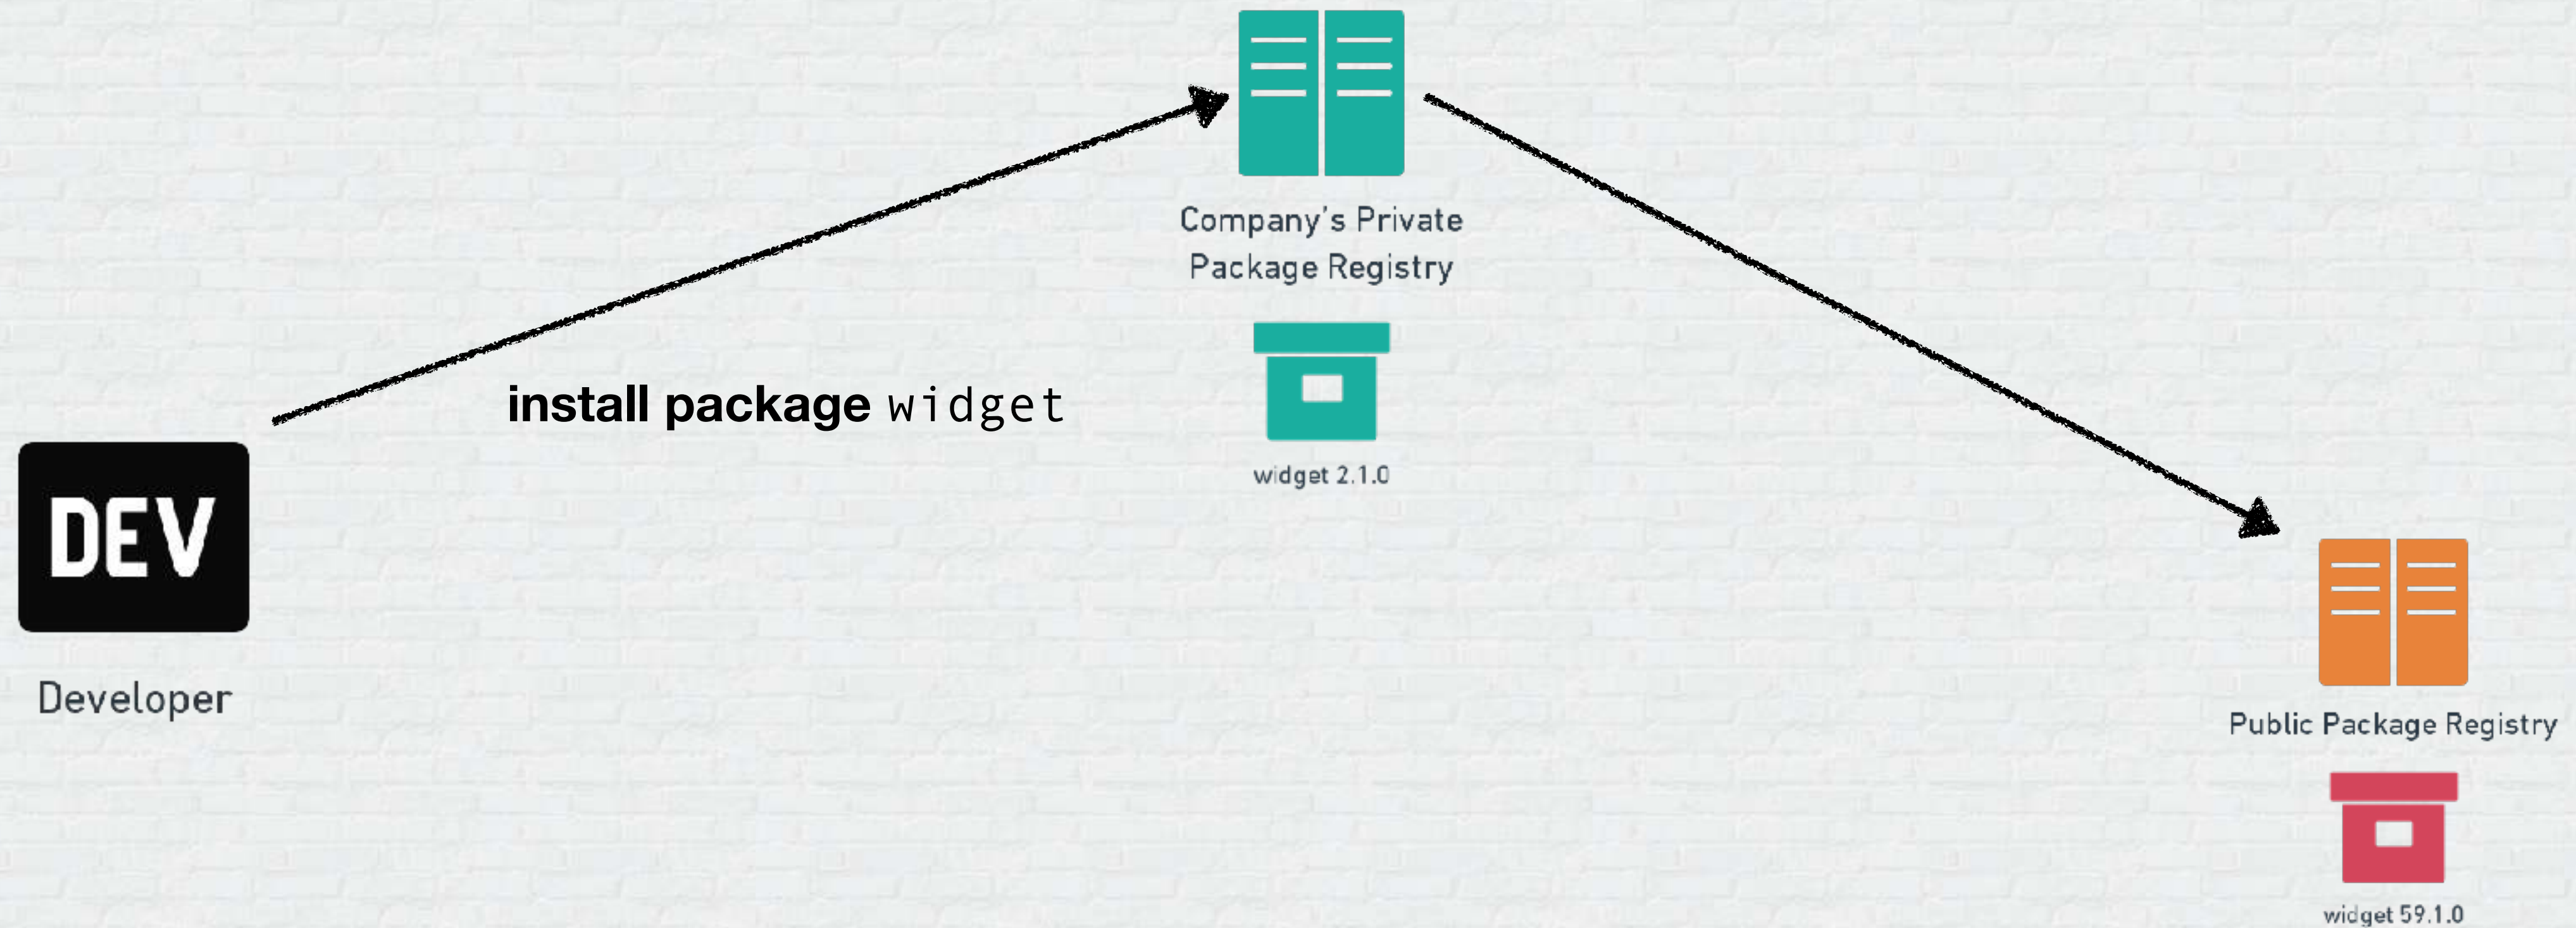 Company's Private
Package Registry
install package widget
widget 2.1.0
DEV
Developer
Public Package Registry
widget 59.1.0